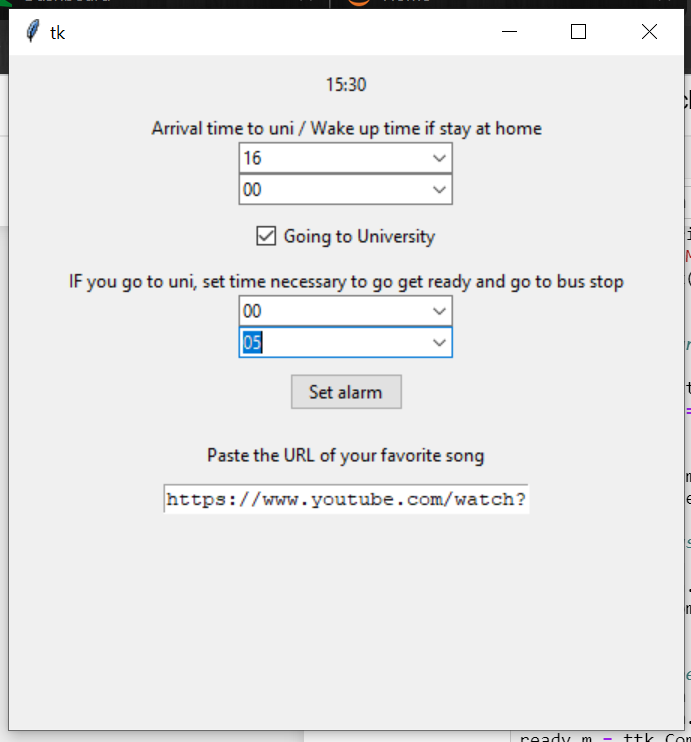 tk
15:30
Arrival time to uni / Wake up time if stay at home
16
00
Going to University
IF you go to uni, set time necessary to go get ready and go to bus stop
00
05
Set alarm
Paste the URL of your favorite song
https://www.youtube.com/watch?
ready_m = ttk.Com